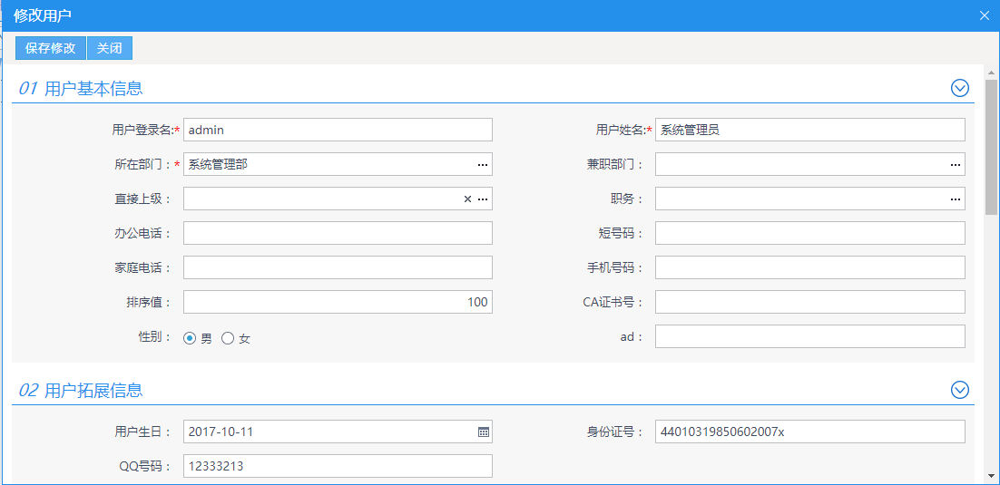 修改用户
保存修改 关闭
01 用户基本信息
用户登录名:* admin 用户姓名:* 系统管理员
所在部门：* 系统管理部 兼职部门：
直接上级： 职务：
办公电话： 短号码：
家庭电话： 手机号码：
排序值： 100 CA证书号：
性别： 男 女 ad：
02 用户拓展信息
用户生日： 2017-10-11 身份证号： 44010319850602007x
QQ号码： 12333213